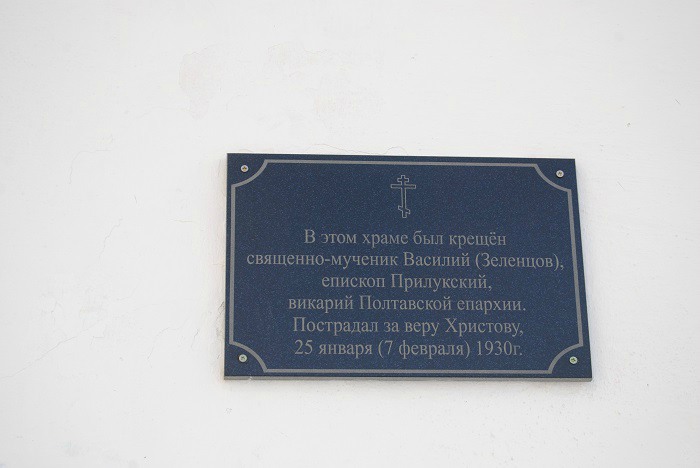 В этом храме был крещён
священно-мученик Василий (Зеленцов),
епископ Прилукский,
викарий Полтавской епархии.
Пострадал за веру Христову,
25 января (7 февраля) 1930г.